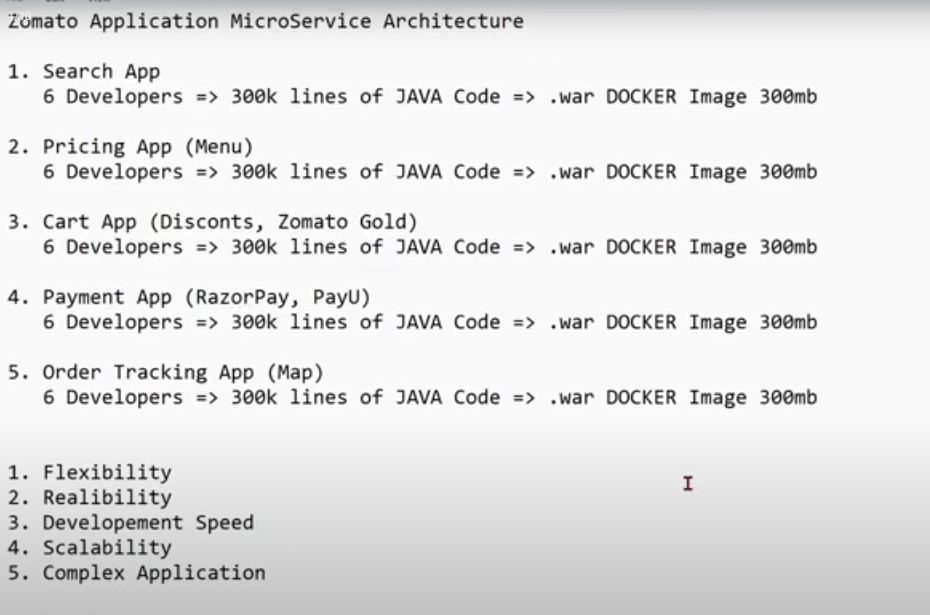 Zomato Application MicroService Architecture
1. Search App
6 Developers => 300k lines of JAVA Code => .war DOCKER Image 300mb
2. Pricing App (Menu)
6 Developers => 300k lines of JAVA Code => .war DOCKER Image 300mb
3. Cart App (Disconts, Zomato Gold)
6 Developers => 300k lines of JAVA Code => .war DOCKER Image 300mb
4. Payment App (RazorPay, PayU)
6 Developers => 300k lines of JAVA Code => .war DOCKER Image 300mb
5. Order Tracking App (Map)
6 Developers => 300k lines of JAVA Code => .war DOCKER Image 300mb
1. Flexibility
2. Realibility
3. Developement Speed
4. Scalability
5. Complex Application